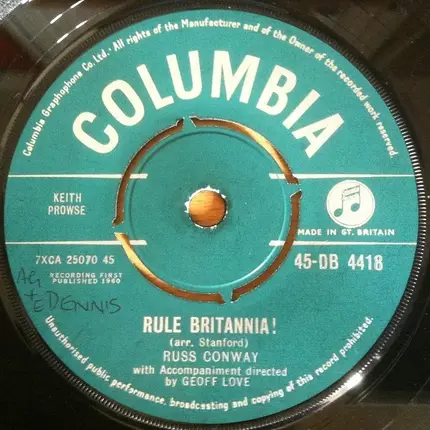 Columbia Graphophone Co. Ltd. · All rights of the Manufacturer and of the Owner of the recorded work reserved
COLUMBIA
KEITH
PROWSE
MADE IN GT. BRITAIN
7XCA 25070 45
45-DB 4418
RECORDING FIRST
PUBLISHED 1960
DENNIS
RULE BRITANNIA!
(arr. Stanford)
RUSS CONWAY
with Accompaniment directed
by GEOFF LOVE
Unauthorised public performance, broadcasting and copying of this record prohibited.